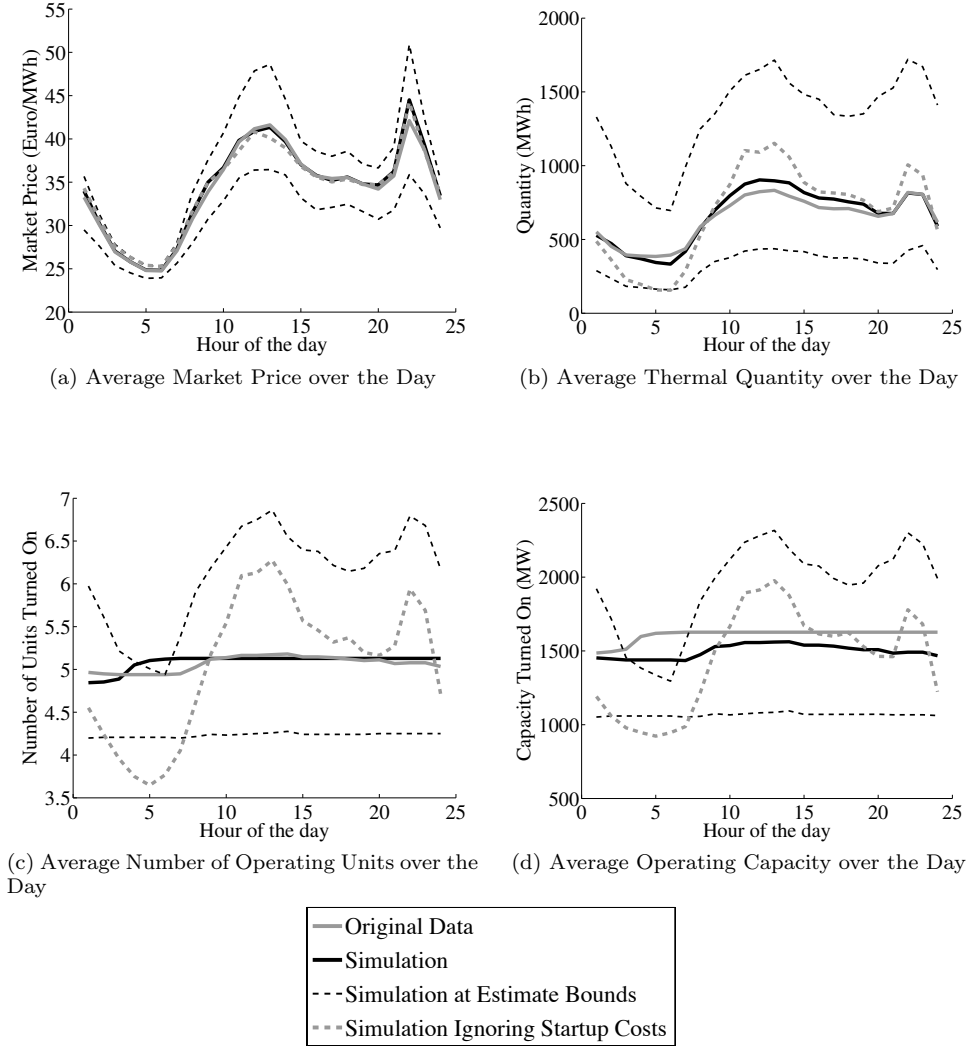 55
50
45
40
35
30
25
20
0
5
10
15
20
25
Market Price (Euro/MWh)
Hour of the day
(a) Average Market Price over the Day
2000
1500
1000
500
0
0
5
10
15
20
25
Quantity (MWh)
Hour of the day
(b) Average Thermal Quantity over the Day
7
6.5
6
5.5
5
4.5
4
3.5
0
5
10
15
20
25
Number of Units Turned On
Hour of the day
(c) Average Number of Operating Units over the
Day
2500
2000
1500
1000
500
0
5
10
15
20
25
Capacity Turned On (MW)
Hour of the day
(d) Average Operating Capacity over the Day
Original Data
Simulation
Simulation at Estimate Bounds
Simulation Ignoring Startup Costs